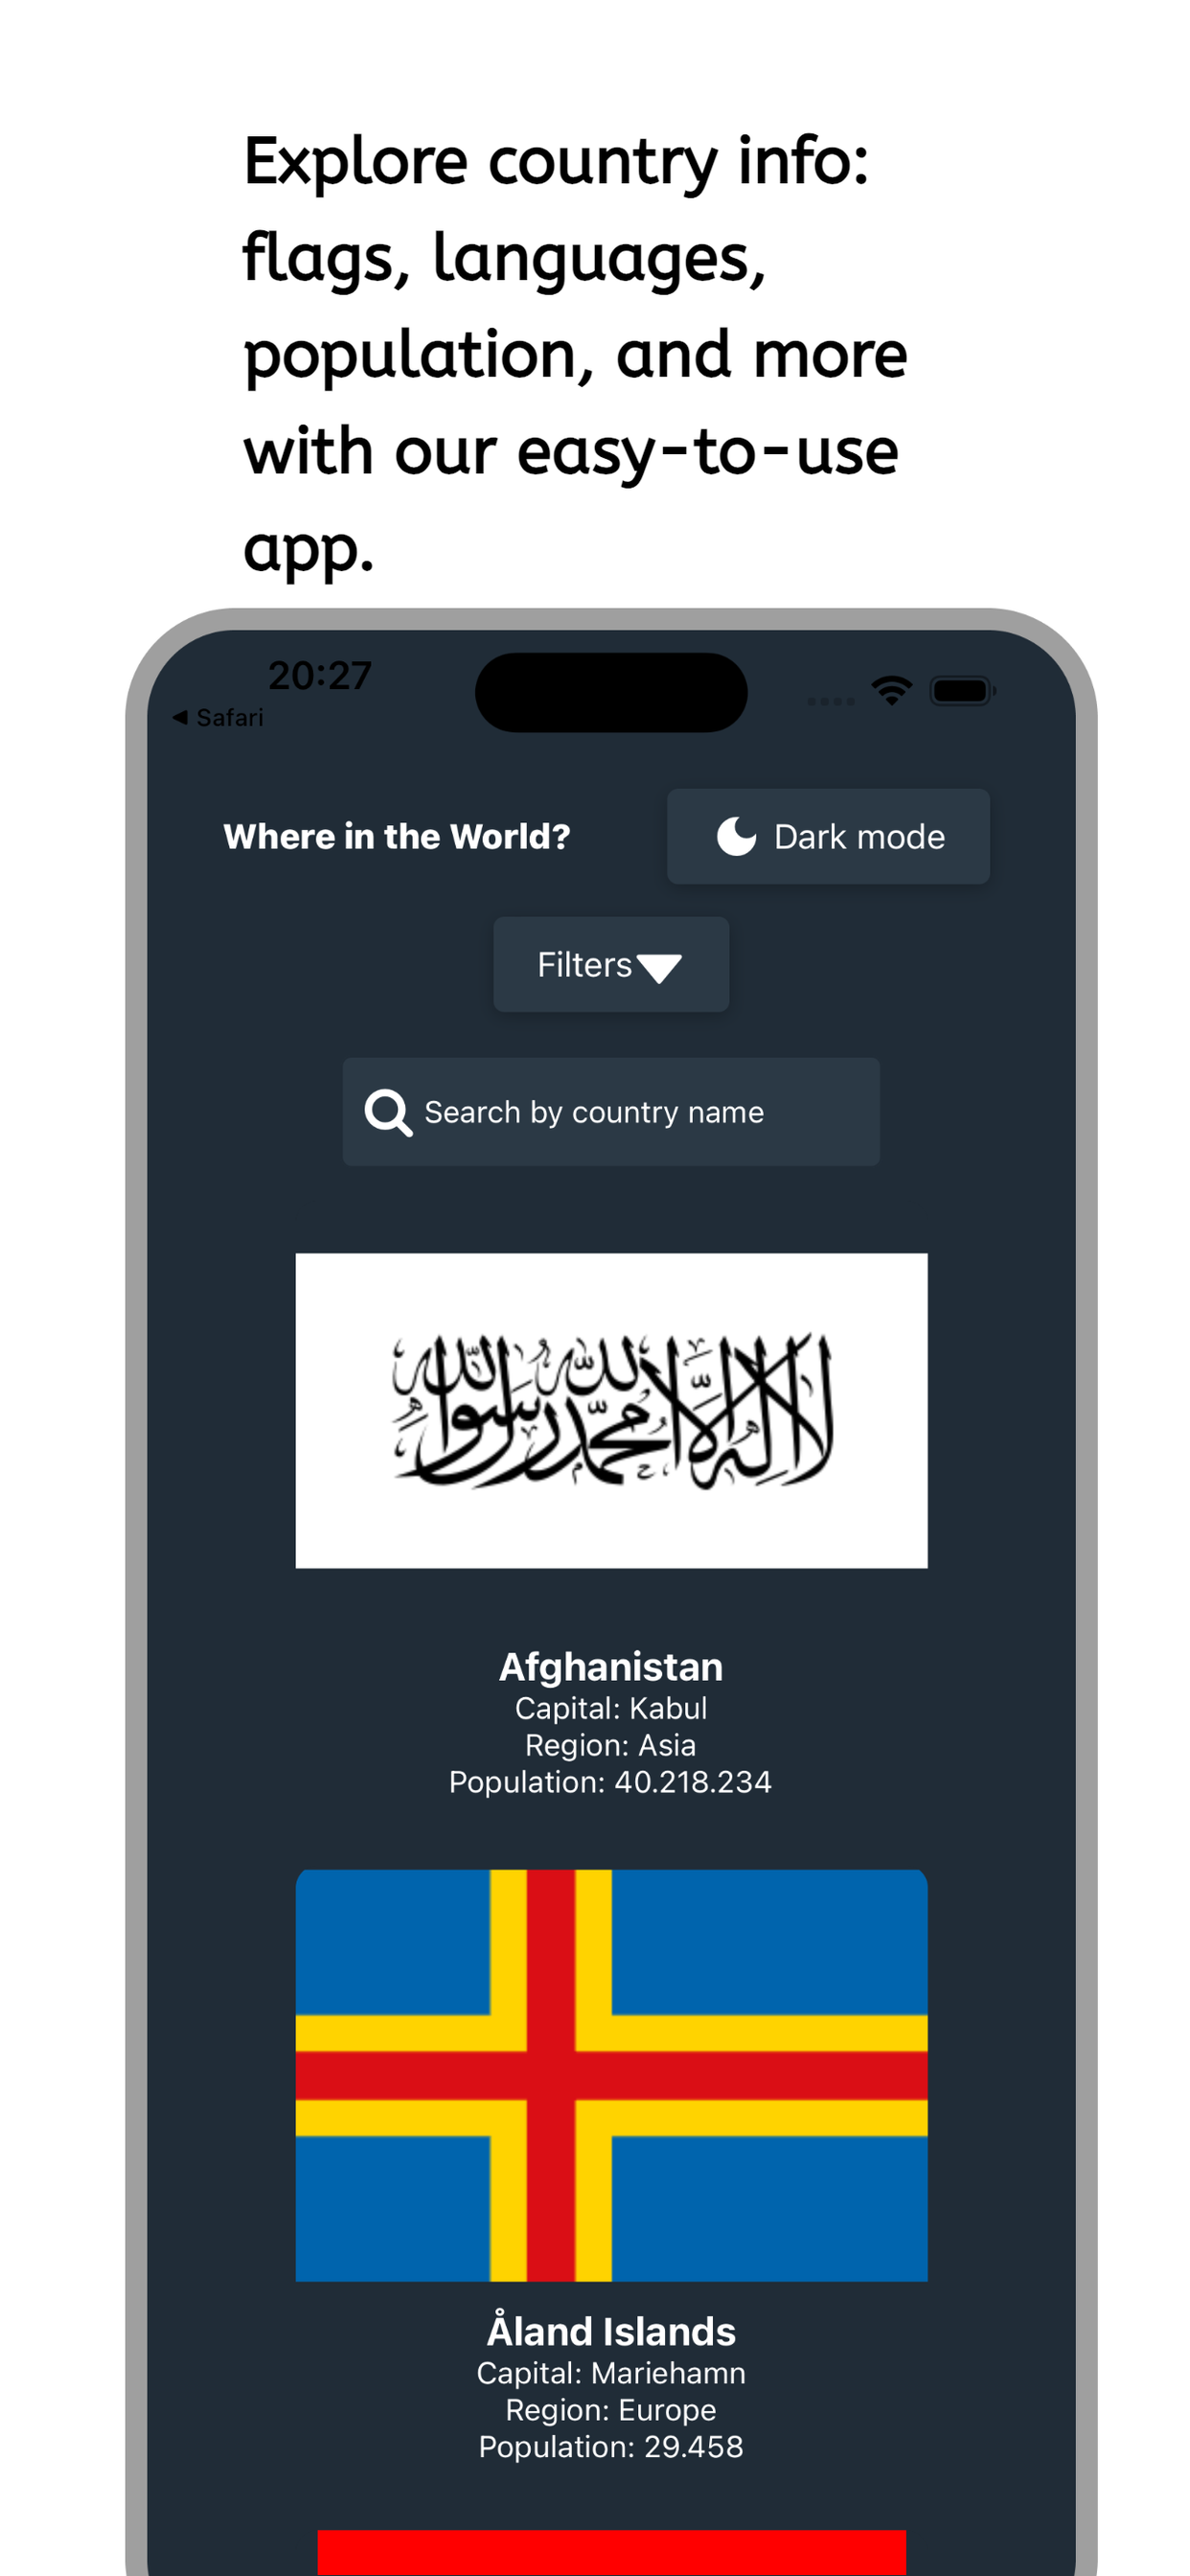 Explore country info:
flags, languages,
population, and more
with our easy-to-use
app.
20:27
Safari
Where in the World?
Dark mode
Filters
Search by country name
لا إله إلا الله محمد رسول الله
Afghanistan
Capital: Kabul
Region: Asia
Population: 40.218.234
Åland Islands
Capital: Mariehamn
Region: Europe
Population: 29.458